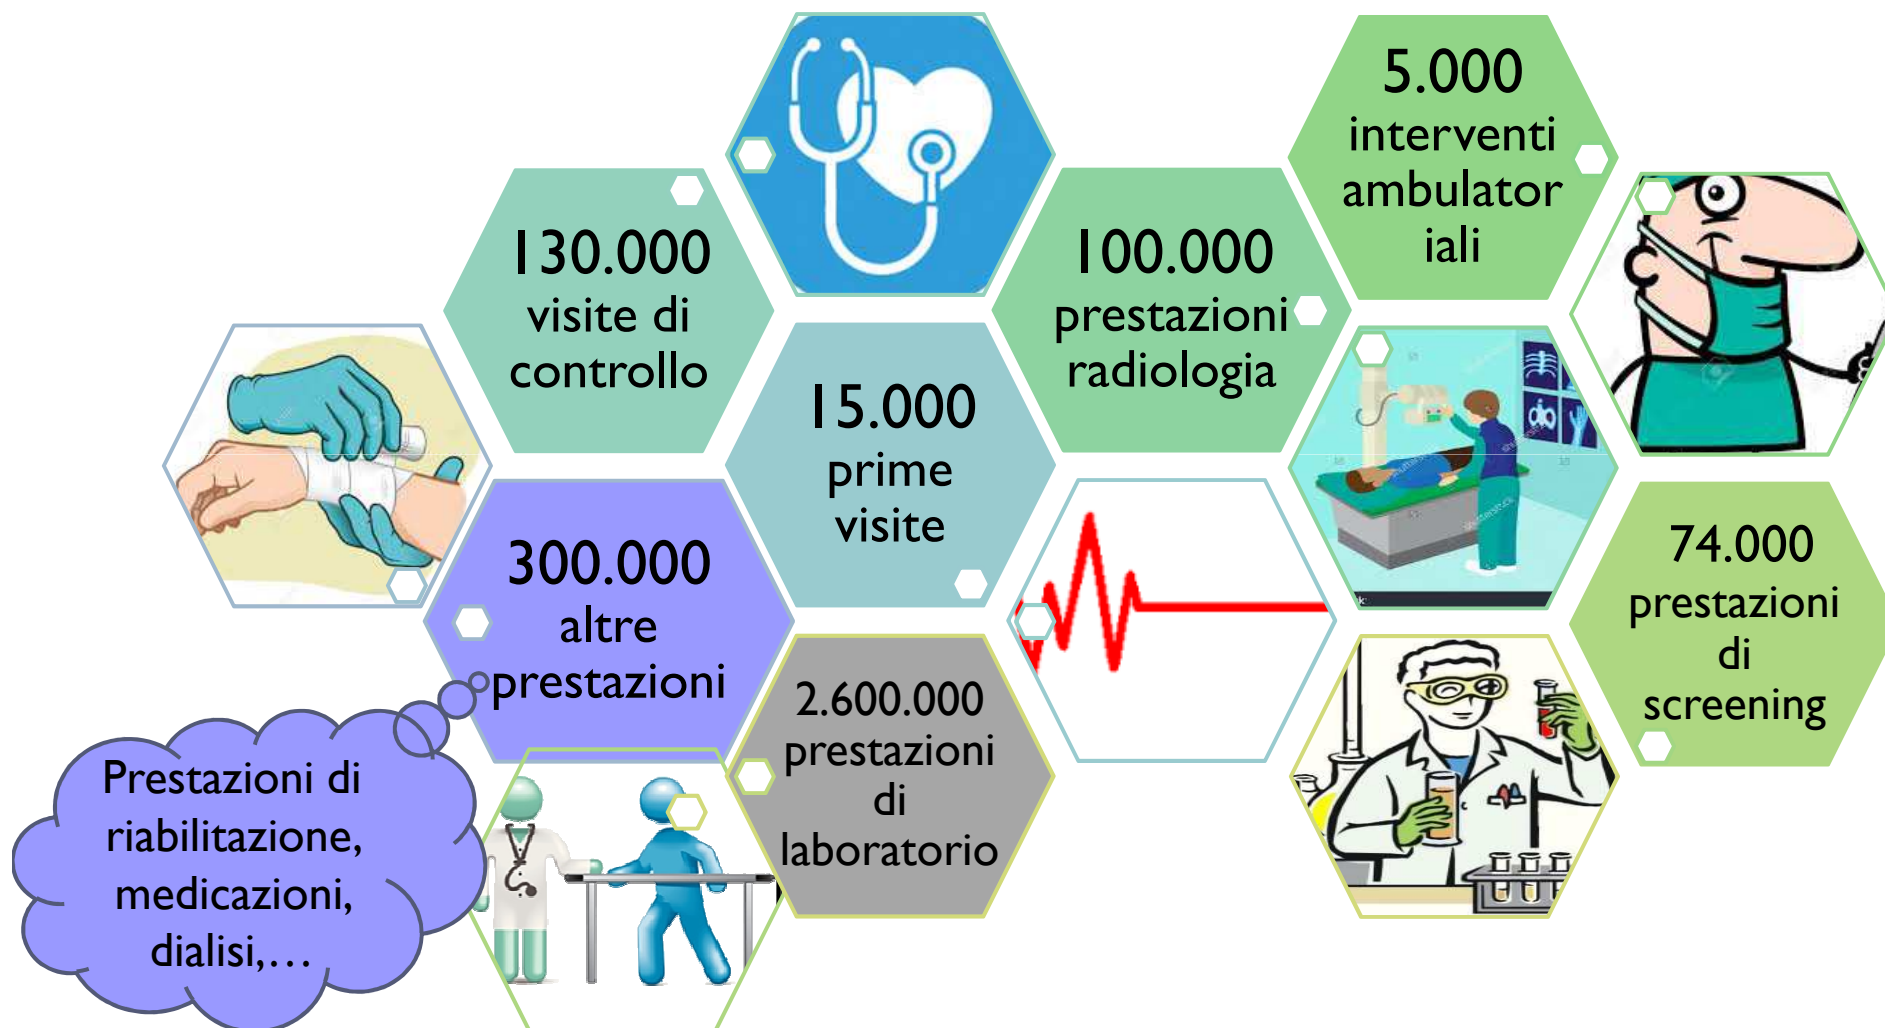 5.000
interventi
ambulator
iali
130.000
visite di
controllo
100.000
prestazioni
radiologia
15.000
prime
visite
300.000
altre
prestazioni
74.000
prestazioni
di
screening
2.600.000
prestazioni
di
laboratorio
Prestazioni di
riabilitazione,
medicazioni,
dialisi,…